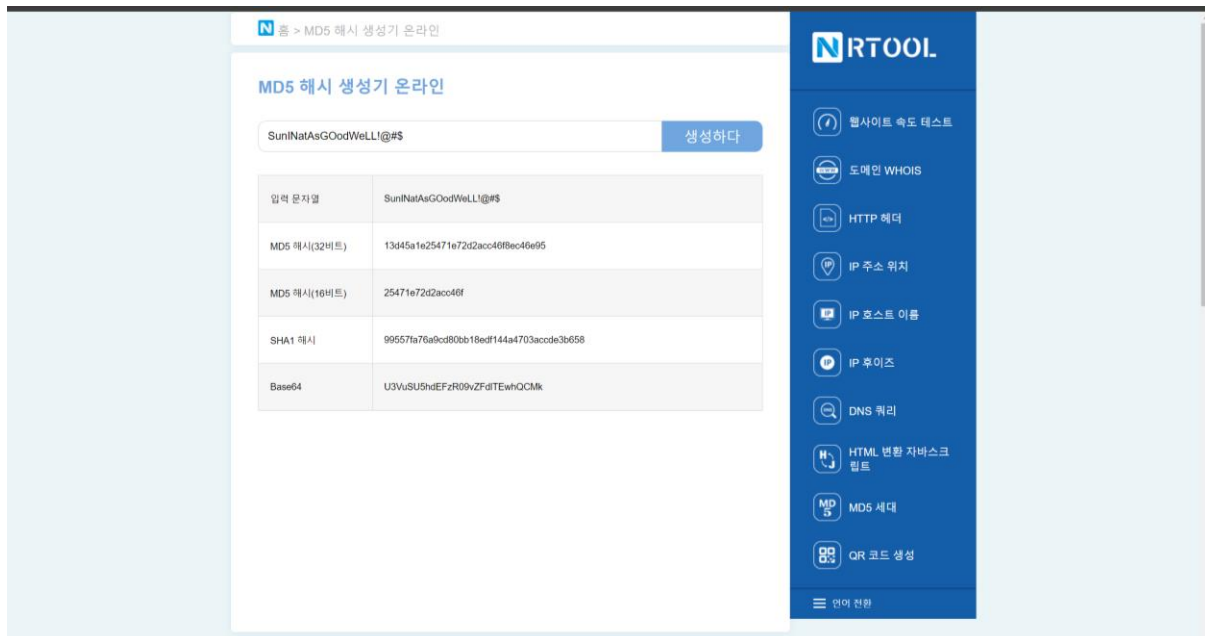 홈 > MD5 해시 생성기 온라인
MD5 해시 생성기 온라인
SunINatAsGOodWeLL!@#$ 생성하다
입력 문자열 SunINatAsGOodWeLL!@#$
MD5 해시(32비트) 13d45a1e25471e72d2acc46f8ec46e95
MD5 해시(16비트) 25471e72d2acc46f
SHA1 해시 99557fa76a9cd80bb18edf144a4703accde3b658
Base64 U3VuSU5hdEFzR09vZFdlTEwhQCMk
NRTOOL
웹사이트 속도 테스트
도메인 WHOIS
HTTP 헤더
IP 주소 위치
IP 호스트 이름
IP 후이즈
DNS 쿼리
HTML 변환 자바스크
립트
MD5 세대
QR 코드 생성
언어 전환